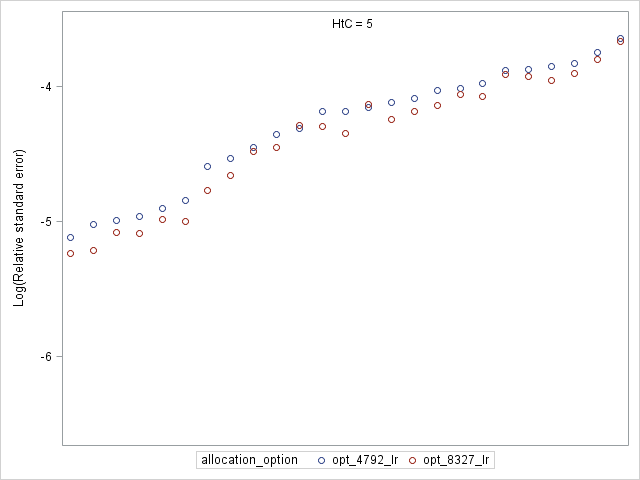 HtC = 5
-4
-5
-6
Log(Relative standard error)
allocation_option opt_4792_lr opt_8327_lr